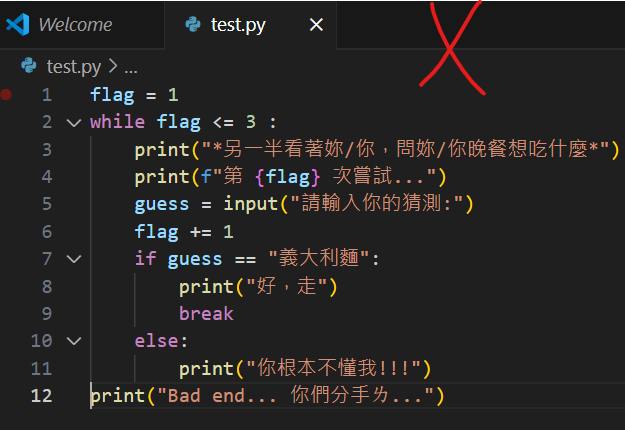 Welcome
test.py
test.py > ...
1 flag = 1
2 while flag <= 3 :
3 print("*另一半看著妳/你，問妳/你晚餐想吃什麼*")
4 print(f"第 {flag} 次嘗試...")
5 guess = input("請輸入你的猜測:")
6 flag += 1
7 if guess == "義大利麵":
8 print("好，走")
9 break
10 else:
11 print("你根本不懂我!!!")
12 print("Bad end... 你們分手ㄌ...")